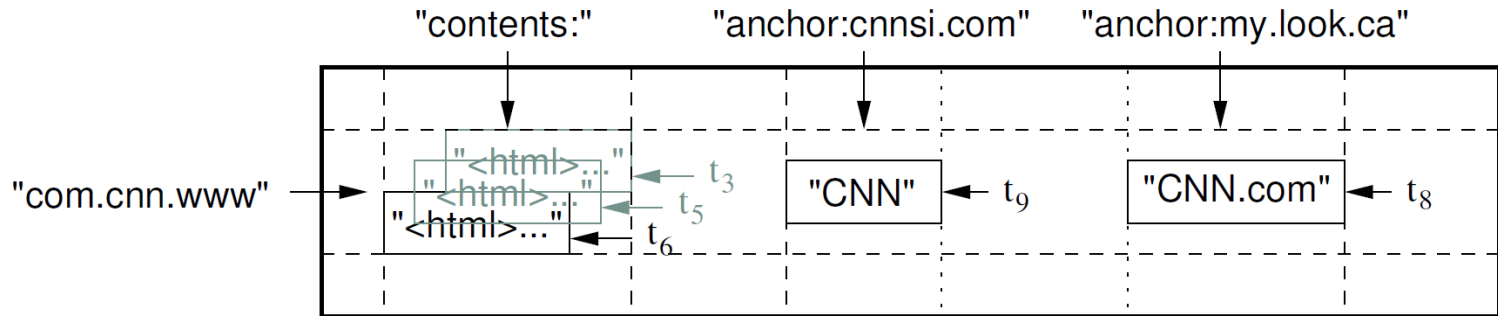 "contents:" "anchor:cnnsi.com" "anchor:my.look.ca"
"<html>..." t3
"com.cnn.www" "<html>..." t5 "CNN" t9 "CNN.com" t8
"<html>..." t6